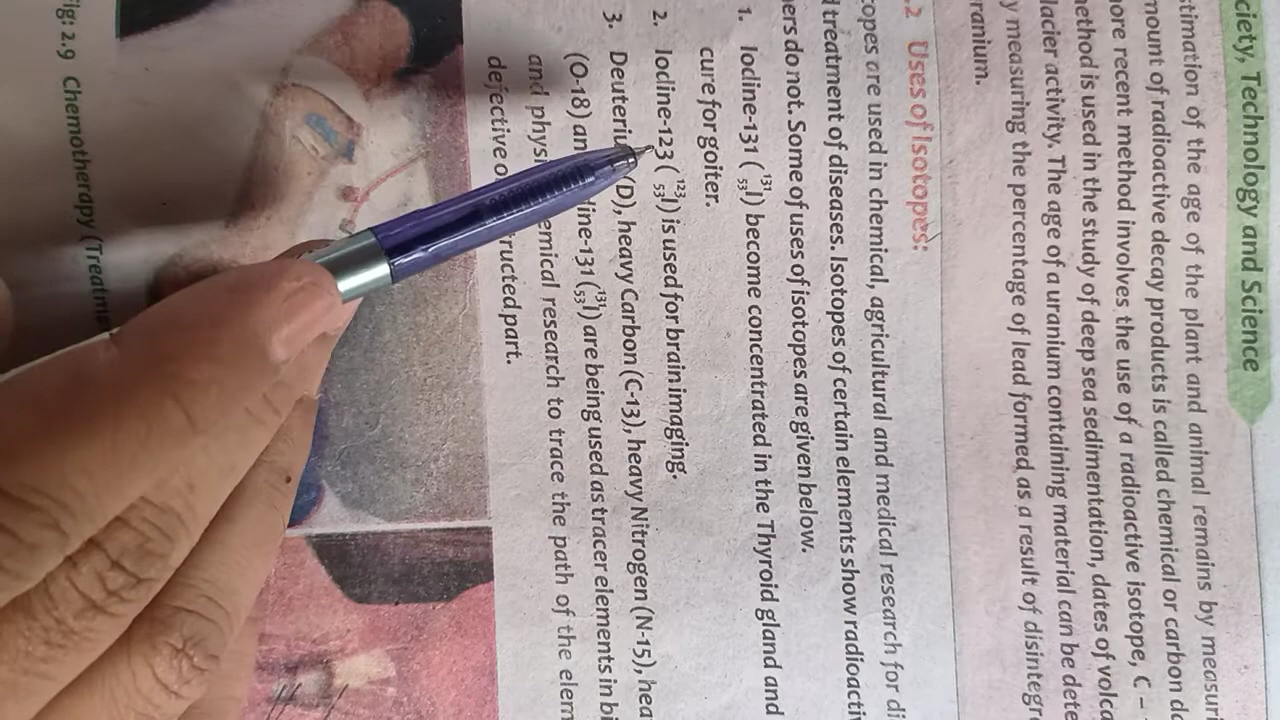 ciety, Technology and Science
stimation of the age of the plant and animal remains by measuri
mount of radioactive decay products is called chemical or carbon da
ore recent method involves the use of a radioactive isotope, C -
ethod is used in the study of deep sea sedimentation, dates of volca
lacier activity. The age of a uranium containing material can be dete
y measuring the percentage of lead formed, as a result of disintegr
ranium.
.2 Uses of Isotopes:
topes are used in chemical, agricultural and medical research for di
d treatment of diseases. Isotopes of certain elements show radioactiv
ers do not. Some of uses of isotopes are given below.
1. Iodine-131 (¹³¹₅₃I) become concentrated in the Thyroid gland and
cure for goiter.
2. Iodine-123 (¹²³₅₃I) is used for brain imaging.
3. Deuteriu (D), heavy Carbon (C-13), heavy Nitrogen (N-15), hea
(O-18) an ine-131 (¹³¹₅₃I) are being used as tracer elements in bi
and physi emical research to trace the path of the elem
dejective o ructed part.
ig: 2.9 Chemotherapy (Treatme